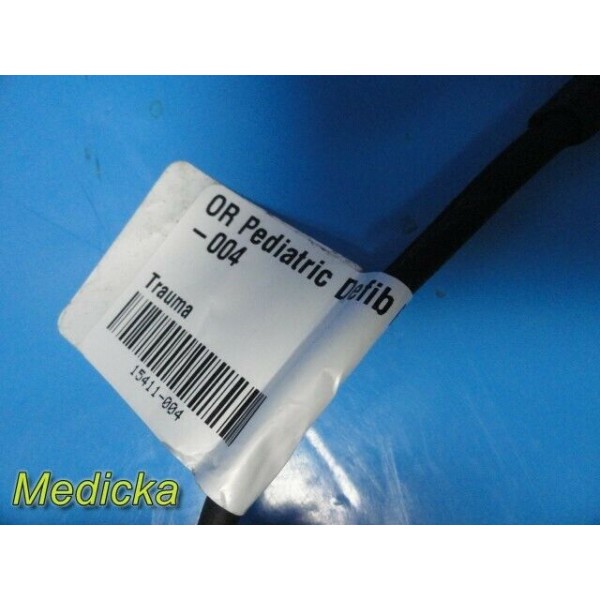 OR Pediatric Defib
-004
Trauma
15411-004
Medicka